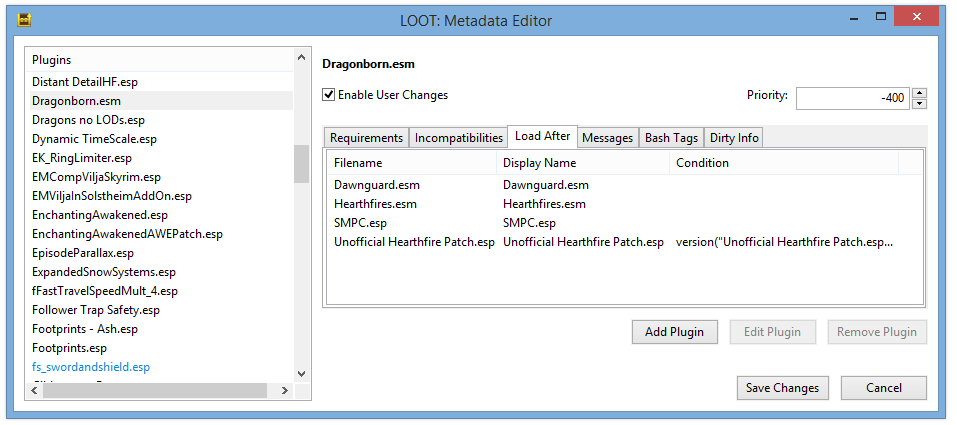 LOOT: Metadata Editor
Plugins
Distant DetailHF.esp
Dragonborn.esm
Dragons no LODs.esp
Dynamic TimeScale.esp
EK_RingLimiter.esp
EMCompViljaSkyrim.esp
EMViljaInSolstheimAddOn.esp
EnchantingAwakened.esp
EnchantingAwakenedAWEPatch.esp
EpisodeParallax.esp
ExpandedSnowSystems.esp
fFastTravelSpeedMult_4.esp
Follower Trap Safety.esp
Footprints - Ash.esp
Footprints.esp
fs_swordandshield.esp
Dragonborn.esm
Enable User Changes
Priority: -400
Requirements Incompatibilities Load After Messages Bash Tags Dirty Info
Filename Display Name Condition
Dawnguard.esm Dawnguard.esm
Hearthfires.esm Hearthfires.esm
SMPC.esp SMPC.esp
Unofficial Hearthfire Patch.esp Unofficial Hearthfire Patch.esp version("Unofficial Hearthfire Patch.esp...
Add Plugin Edit Plugin Remove Plugin
Save Changes Cancel